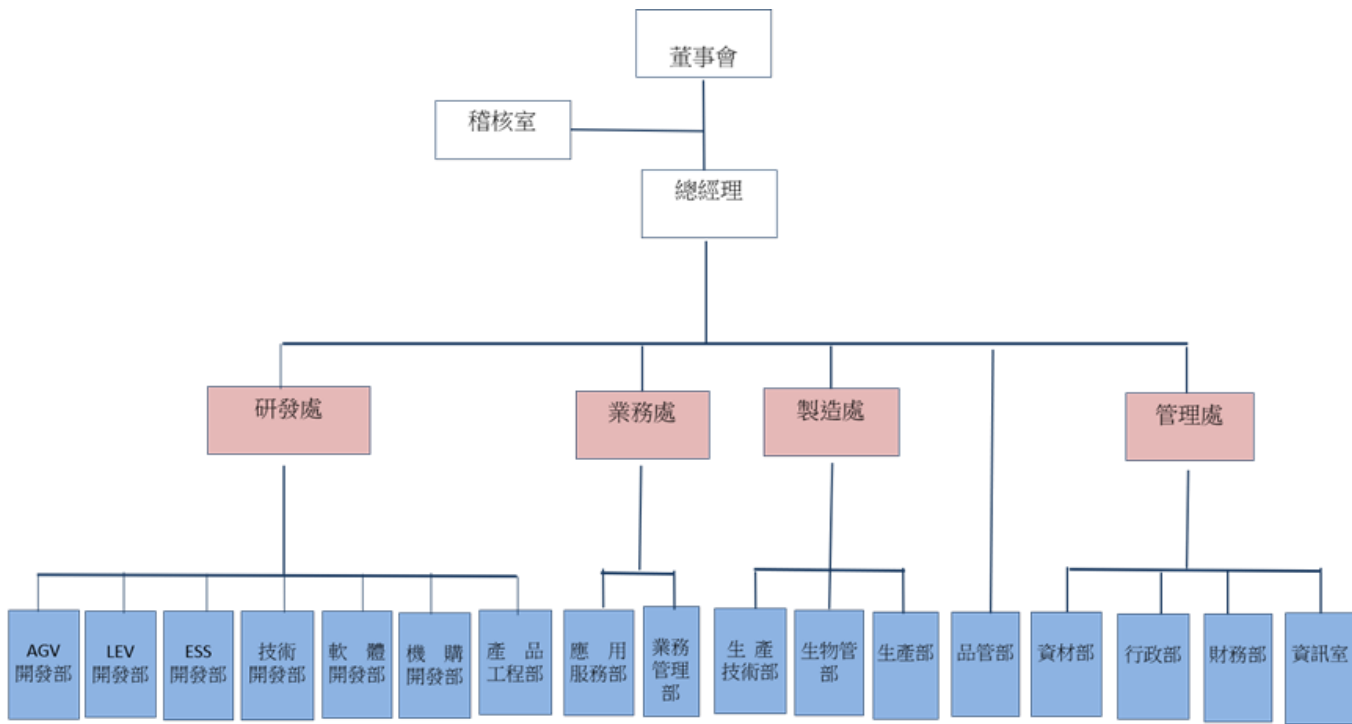 董事會
稽核室
總經理
研發處
業務處
製造處
管理處
AGV
開發部
LEV
開發部
ESS
開發部
技術
開發部
軟體
開發部
機購
開發部
產品
工程部
應用
服務部
業務
管理
部
生產
技術部
生物管
部
生產部
品管部
資材部
行政部
財務部
資訊室